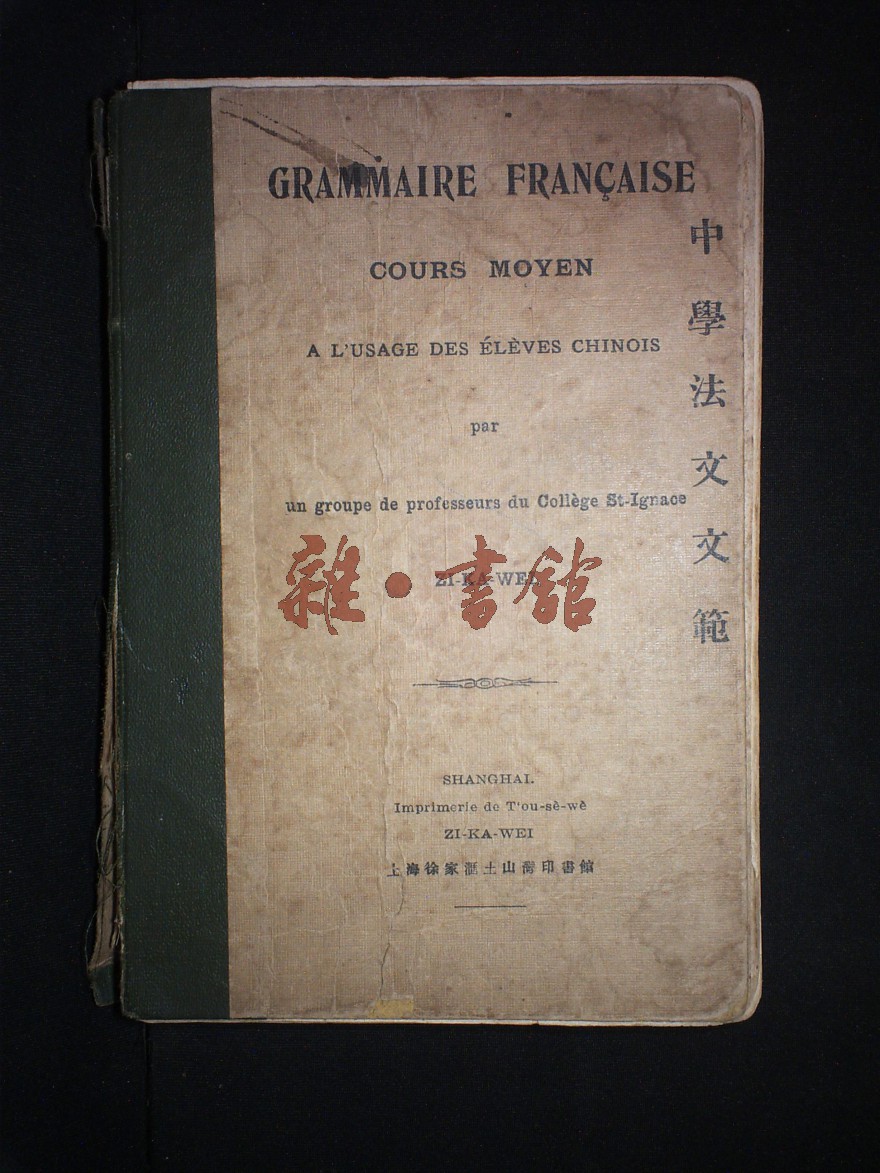 GRAMMAIRE FRANÇAISE
中學法文文範
COURS MOYEN
A L'USAGE DES ÉLÈVES CHINOIS
par
un groupe de professeurs du Collège St-Ignace
ZI-KA-WEI
雜·書館
SHANGHAI.
Imprimerie de T'ou-sè-wè
ZI-KA-WEI
上海徐家滙土山灣印書館